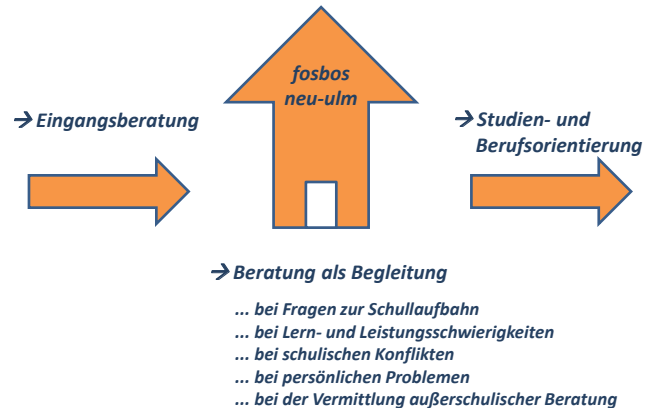 fosbos
neu-ulm
→ Eingangsberatung
→ Studien- und
Berufsorientierung
→ Beratung als Begleitung
... bei Fragen zur Schullaufbahn
... bei Lern- und Leistungsschwierigkeiten
... bei schulischen Konflikten
... bei persönlichen Problemen
... bei der Vermittlung außerschulischer Beratung